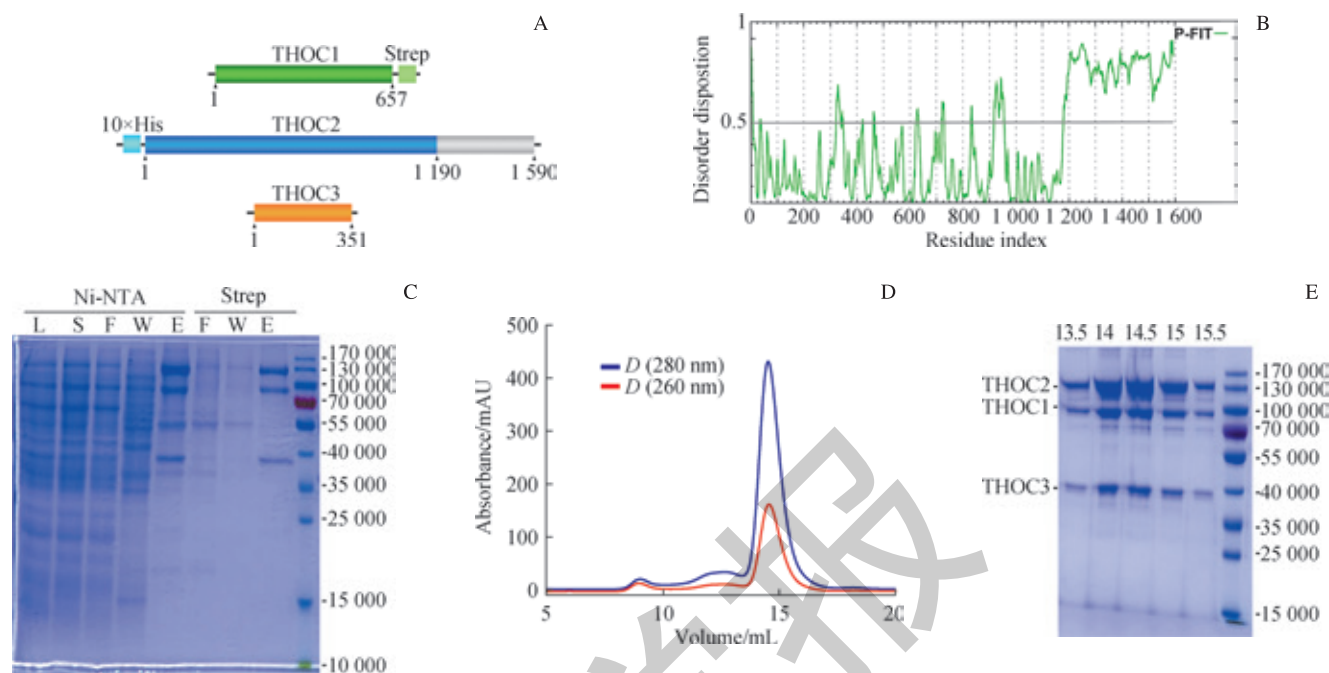 A
THOC1
Strep
1
657
10×His
THOC2
1
1 190
1 590
THOC3
1
351
B
P-FIT
1
0.5
Disorder dispostion
0 200 400 600 800 1 000 1 200 1 400 1 600
Residue index
C
Ni-NTA Strep
L S F W E F W E
-170 000
-130 000
-100 000
-70 000
-55 000
-40 000
-35 000
-25 000
-15 000
-10 000
D
D (280 nm)
D (260 nm)
500
400
300
200
100
0
Absorbance/mAU
5 10 15 20
Volume/mL
E
13.5 14 14.5 15 15.5
THOC2-
THOC1-
THOC3-
-170 000
-130 000
-100 000
-70 000
-55 000
-40 000
-35 000
-25 000
-15 000
报